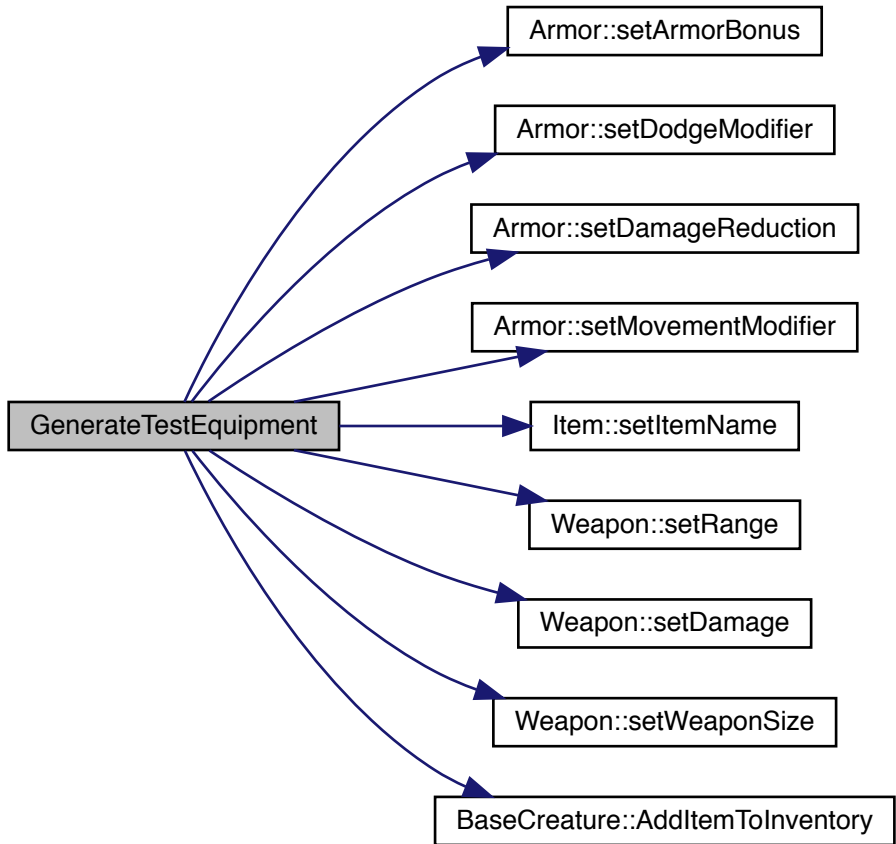 Armor::setArmorBonus
Armor::setDodgeModifier
Armor::setDamageReduction
Armor::setMovementModifier
GenerateTestEquipment
Item::setItemName
Weapon::setRange
Weapon::setDamage
Weapon::setWeaponSize
BaseCreature::AddItemToInventory